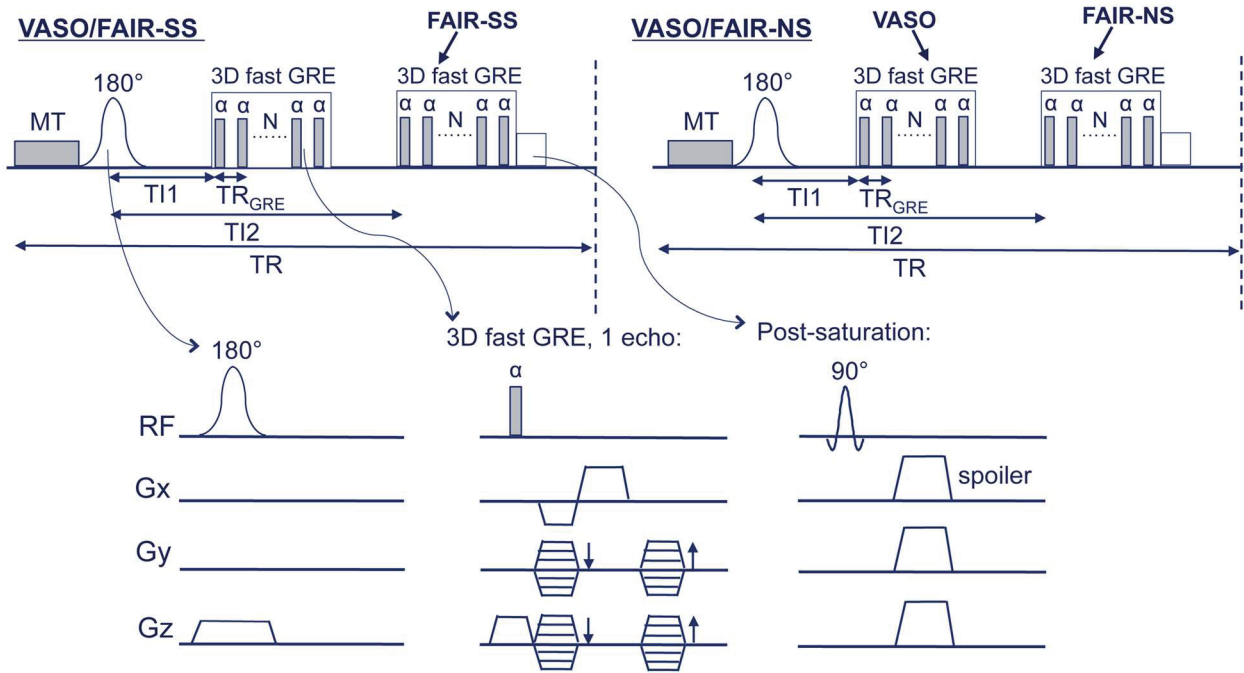 VASO/FAIR-SS
FAIR-SS
180°
3D fast GRE
3D fast GRE
MT
α α N α α
α α N α α
TI1
TR_GRE
TI2
TR
VASO/FAIR-NS
VASO
FAIR-NS
180°
3D fast GRE
3D fast GRE
MT
α α N α α
α α N α α
TI1
TR_GRE
TI2
TR
3D fast GRE, 1 echo:
Post-saturation:
180°
α
90°
RF
Gx
spoiler
Gy
Gz